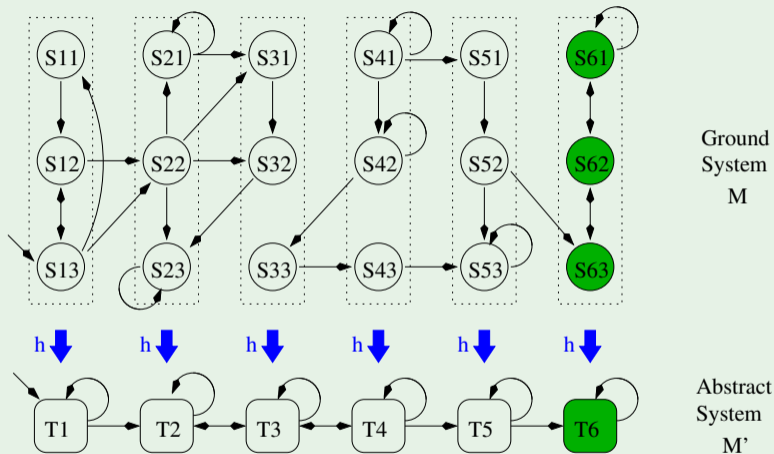 S11 S21 S31 S41 S51 S61
S12 S22 S32 S42 S52 S62
Ground
System
M
S13 S23 S33 S43 S53 S63
h h h h h h
T1 T2 T3 T4 T5 T6
Abstract
System
M'